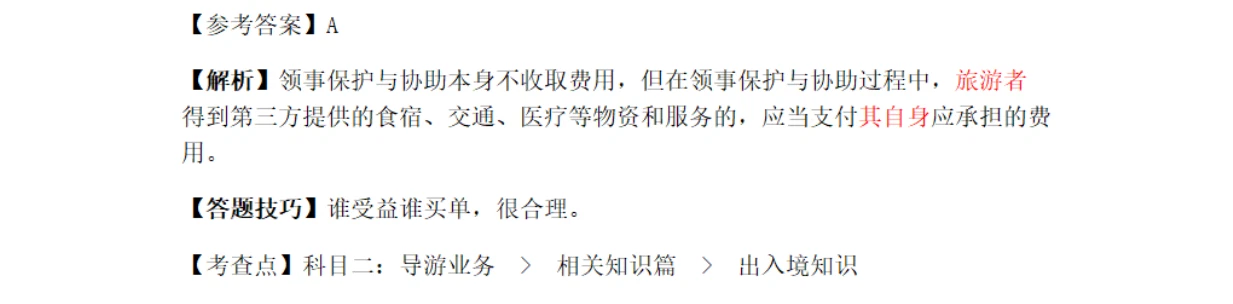 【参考答案】A
【解析】领事保护与协助本身不收取费用，但在领事保护与协助过程中，旅游者
得到第三方提供的食宿、交通、医疗等物资和服务的，应当支付其自身应承担的费
用。
【答题技巧】谁受益谁买单，很合理。
【考查点】科目二：导游业务 > 相关知识篇 > 出入境知识